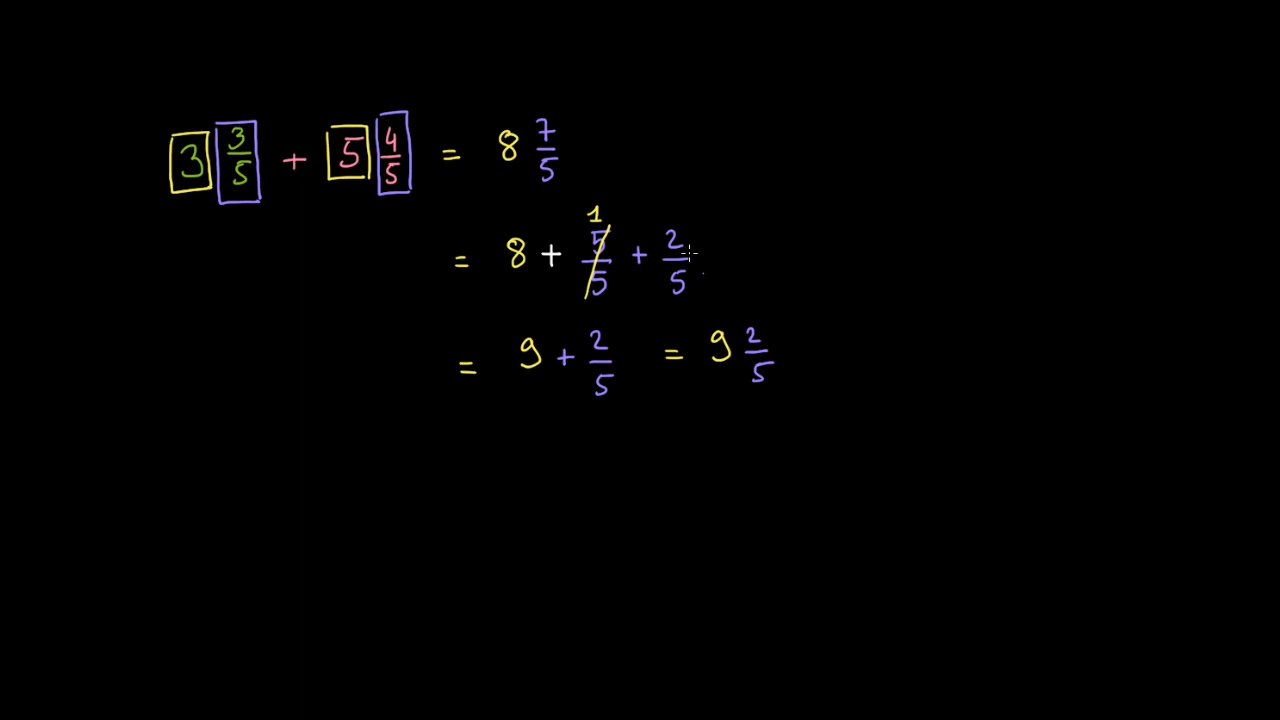 3 3/5 + 5 4/5 = 8 7/5
1
= 8 + 5/5 + 2/5
= 9 + 2/5 = 9 2/5